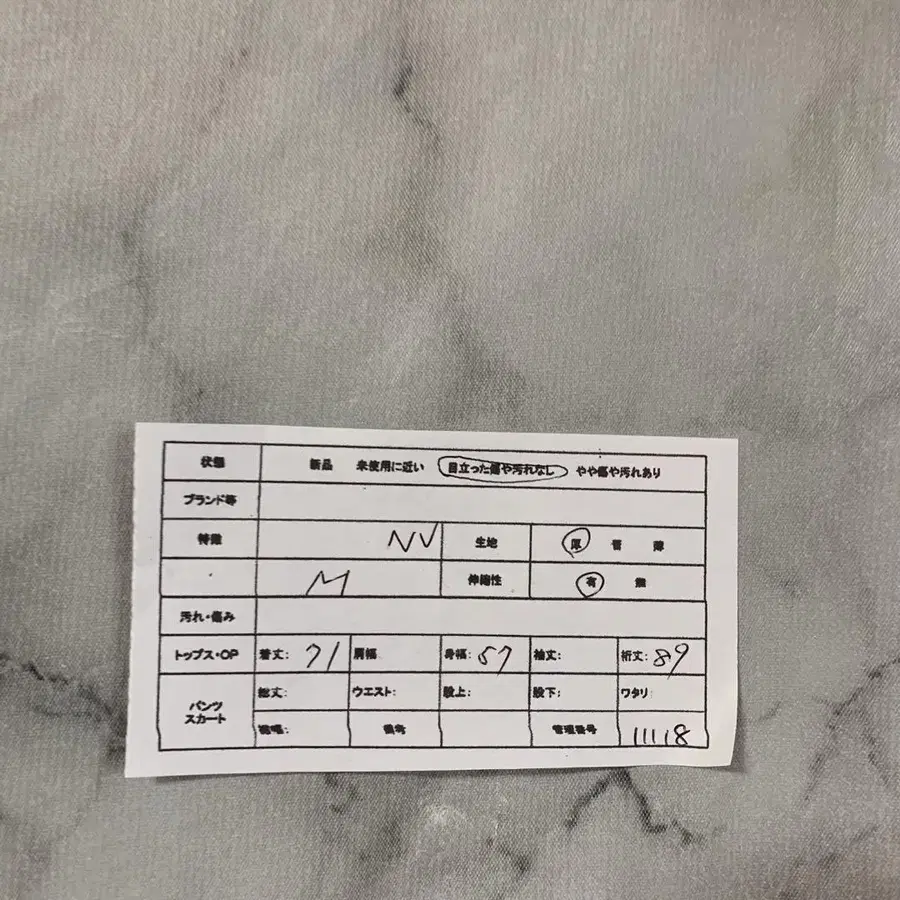 状態 新品 未使用に近い 目立った傷や汚れなし やや傷や汚れあり
ブランド等
特徴 NV 生地 厚 普 薄
M 伸縮性 有 無
汚れ・傷み
トップス・OP 着丈: 71 肩幅 身幅: 57 袖丈: 裄丈: 89
パンツ スカート 総丈: ウエスト: 股上: 股下: ワタリ
裾幅: 備考 管理番号 11118